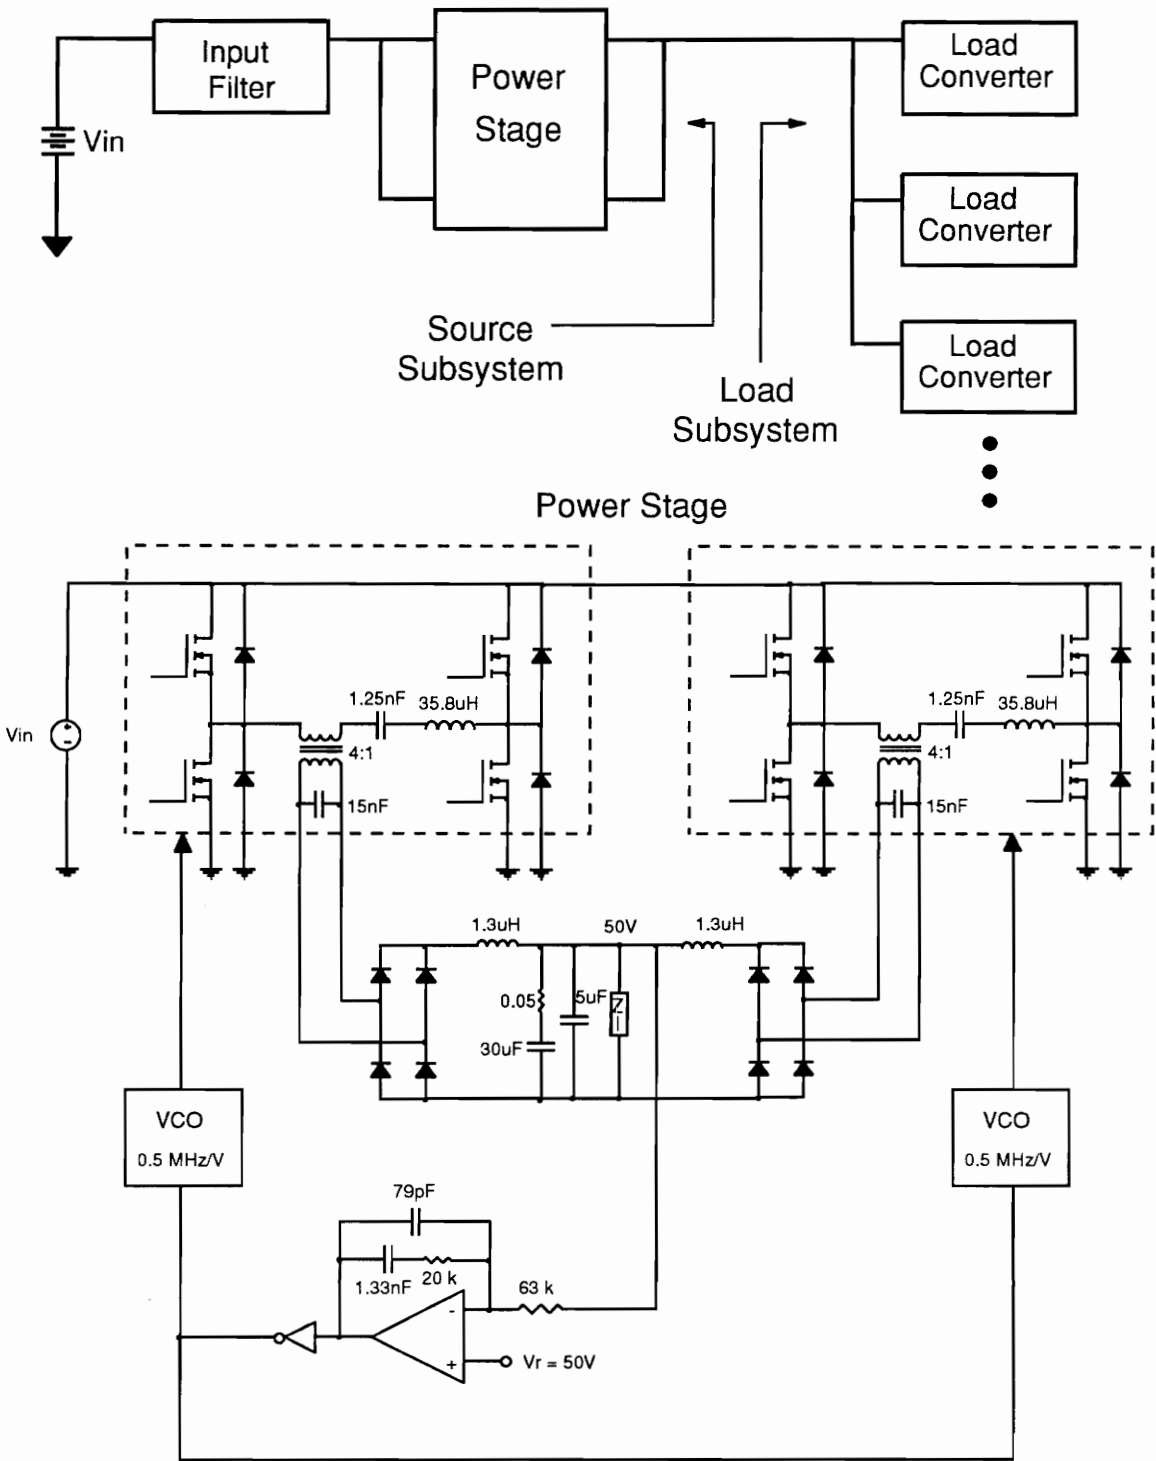 Input
Filter
Power
Stage
Load
Converter
Vin
Load
Converter
Source
Subsystem
Load
Converter
Load
Subsystem
Power Stage
1.25nF
35.8uH
1.25nF
35.8uH
Vin
4:1
4:1
15nF
15nF
1.3uH
50V
1.3uH
0.05
5uF
Z
30uF
VCO
0.5 MHz/V
VCO
0.5 MHz/V
79pF
1.33nF
20 k
63 k
-
+
Vr = 50V